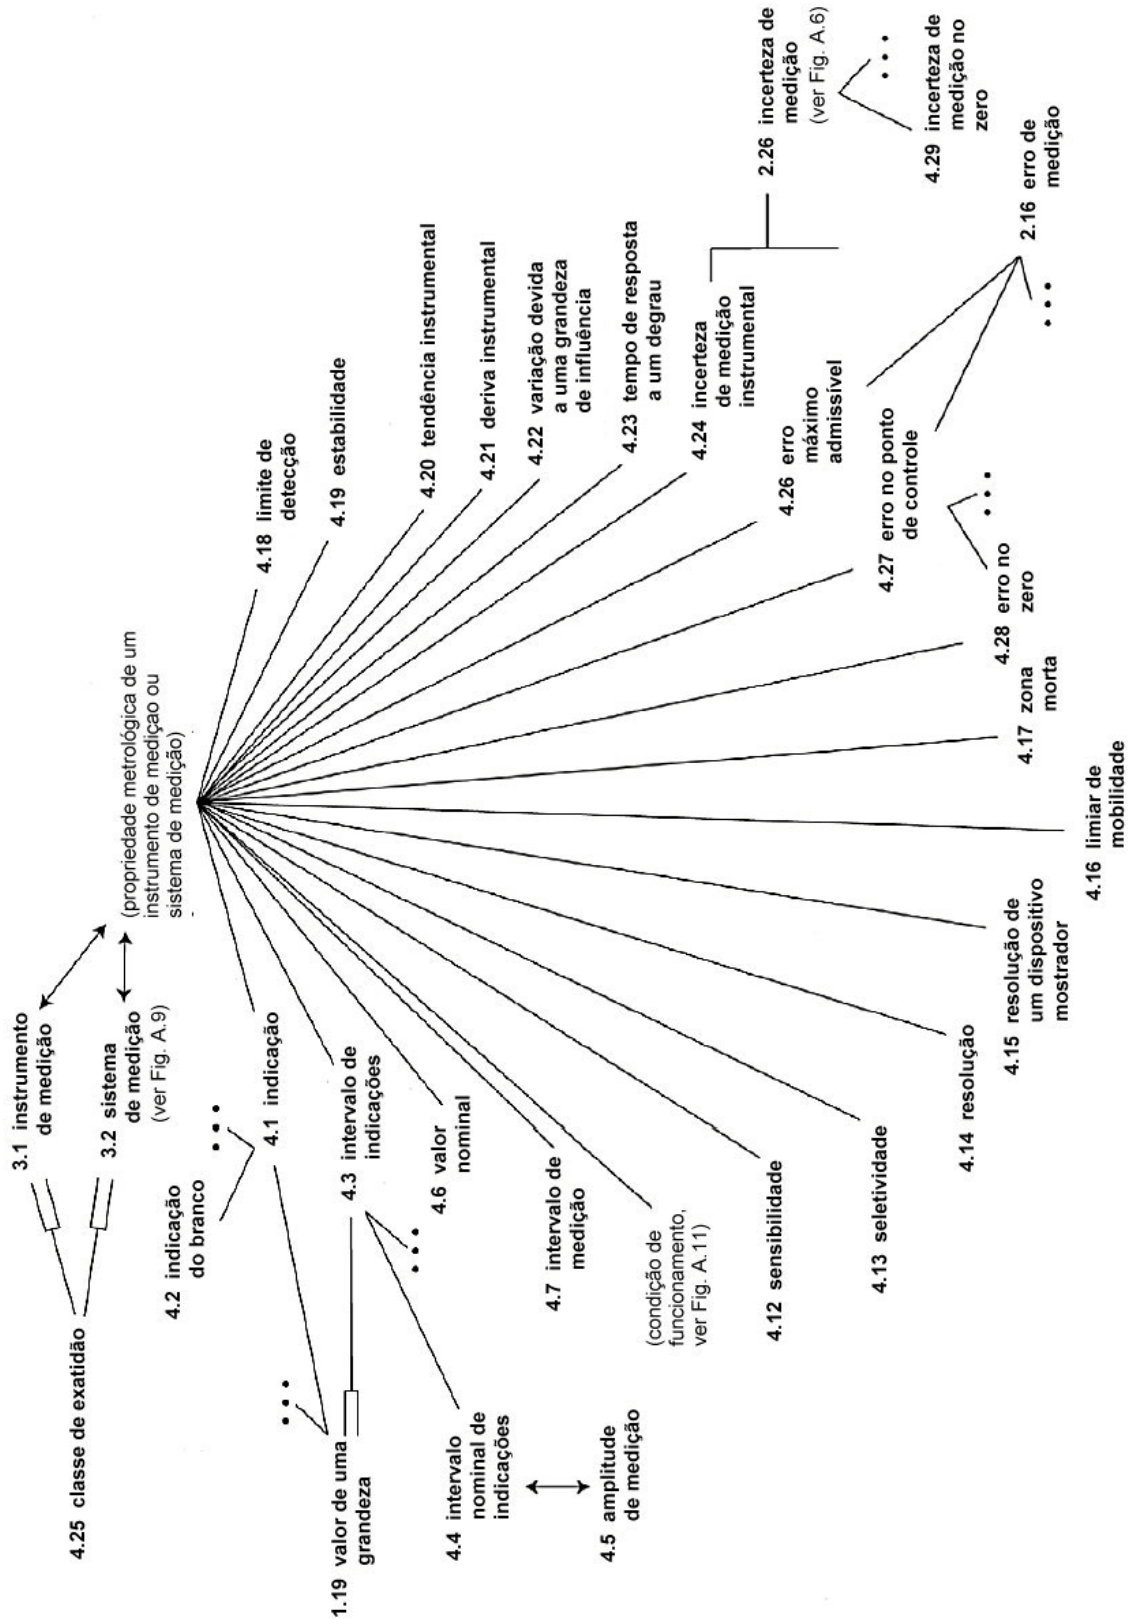 3.1 instrumento
de medição
4.25 classe de exatidão
3.2 sistema
de medição
(ver Fig. A.9)
(propriedade metrológica de um
instrumento de mediçao ou
sistema de medição)
4.2 indicação
do branco
4.1 indicação
4.18 limite de
detecção
1.19 valor de uma
grandeza
4.3 intervalo de
indicações
4.19 estabilidade
4.6 valor
nominal
4.20 tendência instrumental
4.4 intervalo
nominal de
indicações
4.21 deriva instrumental
4.7 intervalo de
medição
4.22 variação devida
a uma grandeza
de influência
4.5 amplitude
de medição
4.23 tempo de resposta
a um degrau
(condição de
funcionamento,
ver Fig. A.11)
4.24 incerteza
de medição
instrumental
2.26 incerteza de
medição
(ver Fig. A.6)
4.12 sensibilidade
4.26 erro
máximo
admissível
4.13 seletividade
4.27 erro no ponto
de controle
4.29 incerteza de
medição no
zero
4.14 resolução
4.28 erro no
zero
4.15 resolução de
um dispositivo
mostrador
4.17 zona
morta
2.16 erro de
medição
4.16 limiar de
mobilidade